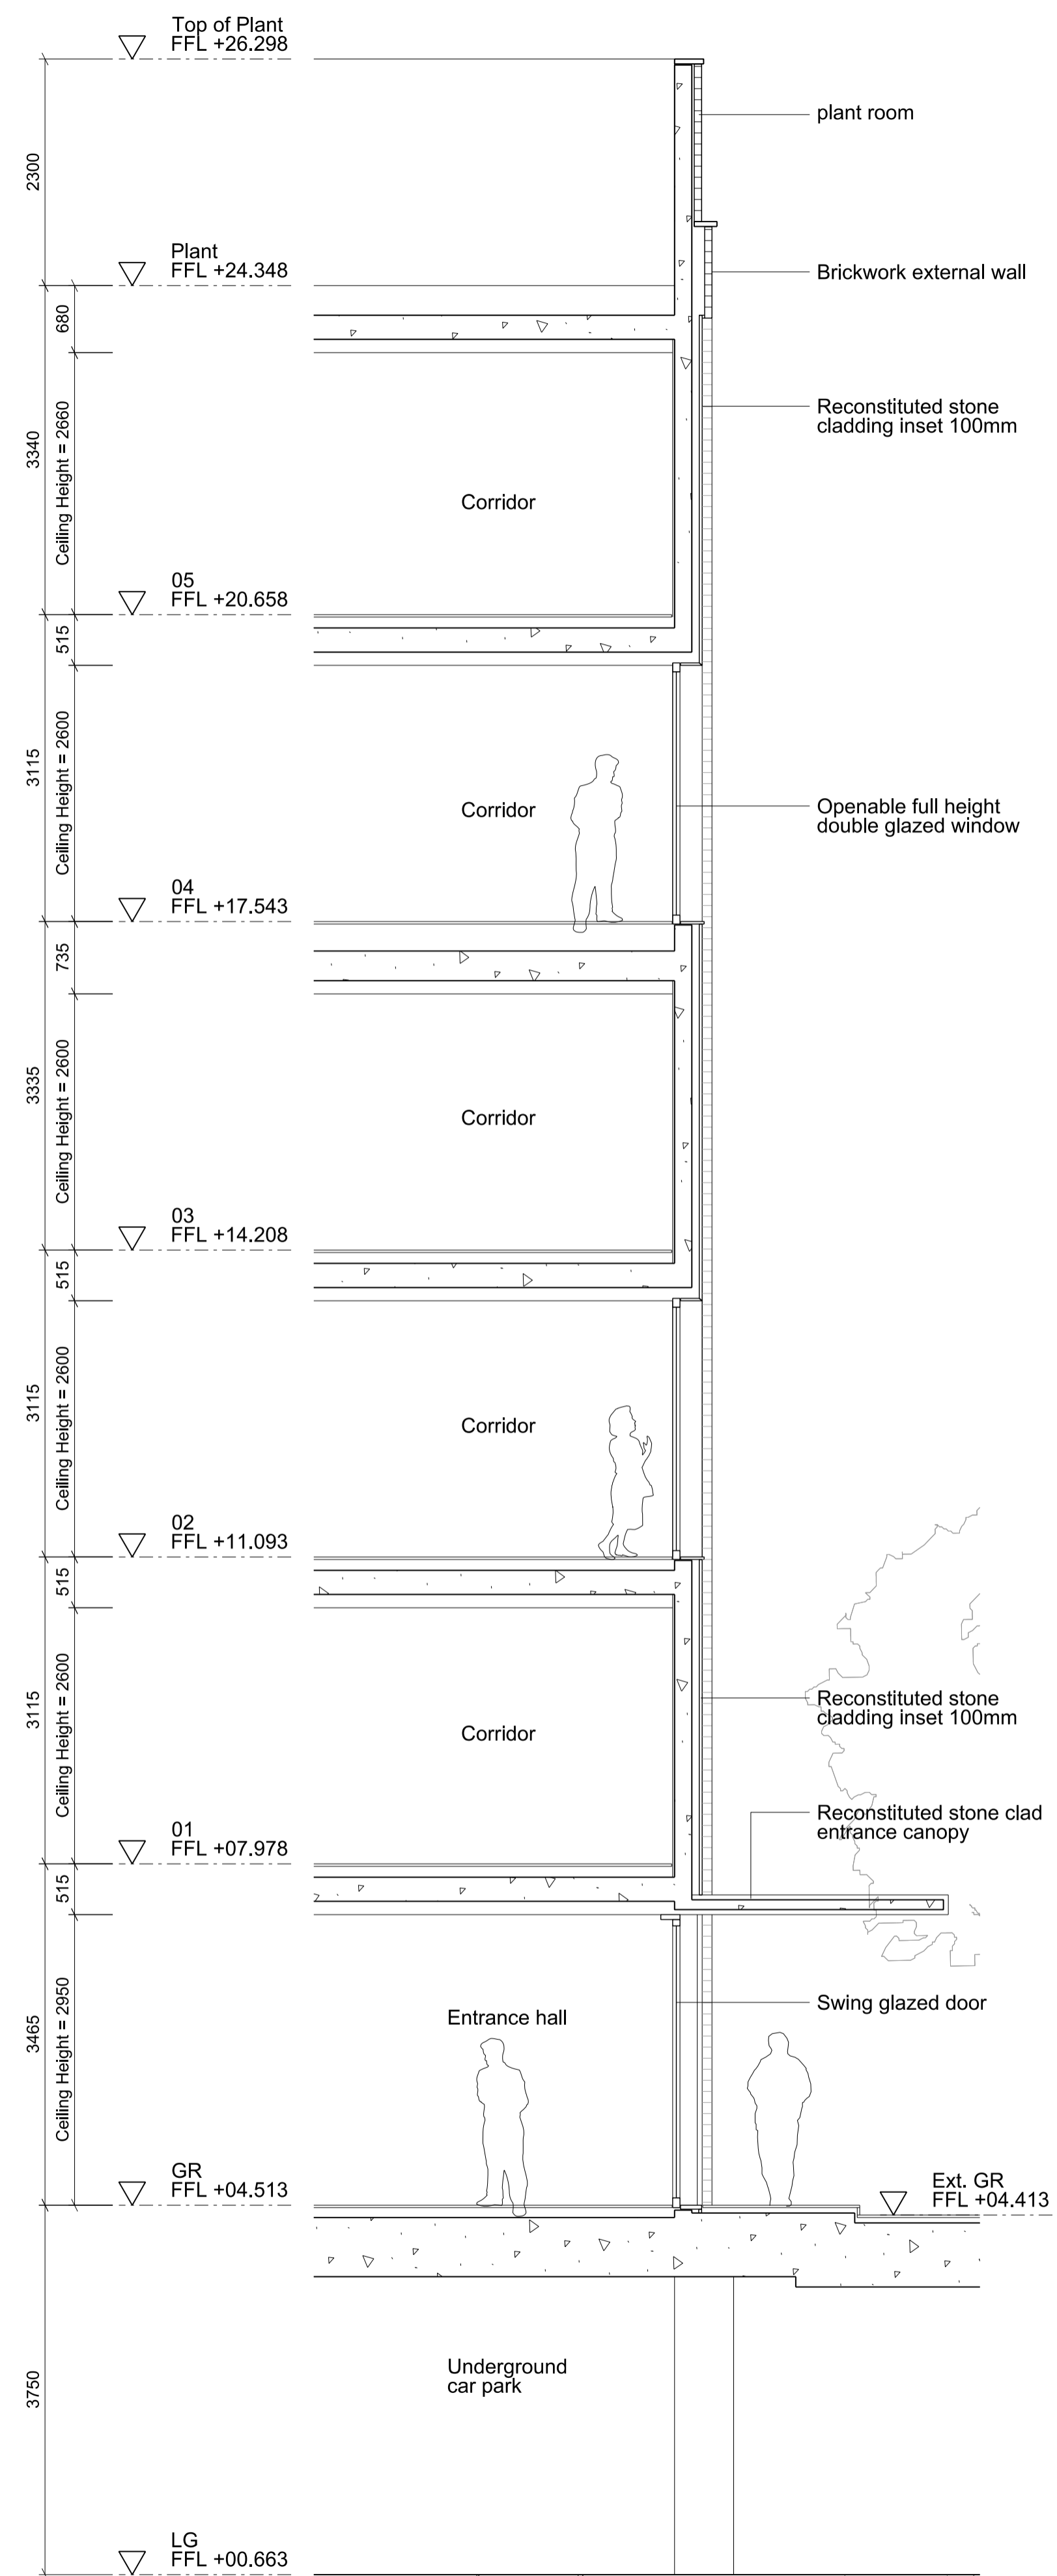 Top of Plant
FFL +26.298
plant room
2300
Plant
FFL +24.348
Brickwork external wall
680
Reconstituted stone
cladding inset 100mm
3340
Ceiling Height = 2660
Corridor
05
FFL +20.658
515
3115
Ceiling Height = 2600
Corridor
Openable full height
double glazed window
04
FFL +17.543
735
3335
Ceiling Height = 2600
Corridor
03
FFL +14.208
515
3115
Ceiling Height = 2600
Corridor
02
FFL +11.093
515
3115
Ceiling Height = 2600
Reconstituted stone
cladding inset 100mm
Corridor
Reconstituted stone clad
entrance canopy
01
FFL +07.978
515
3465
Ceiling Height = 2950
Swing glazed door
Entrance hall
GR
FFL +04.513
Ext. GR
FFL +04.413
Underground
car park
3750
LG
FFL +00.663